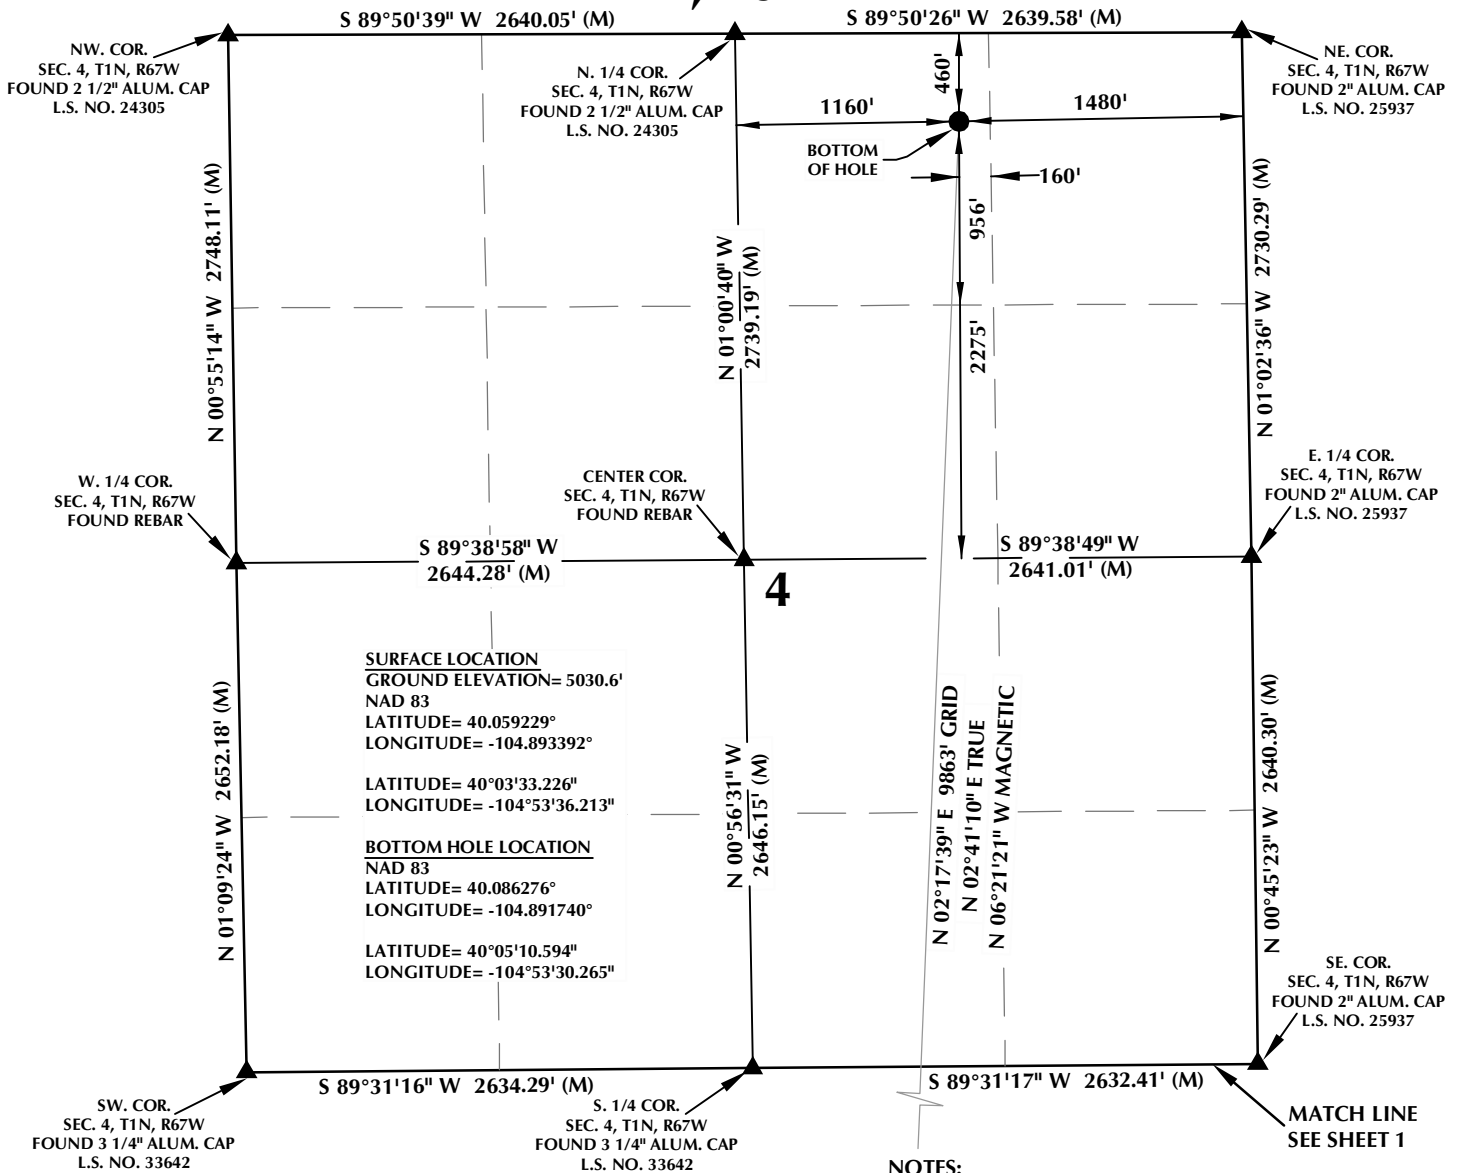 S 89°50'39" W 2640.05' (M)
S 89°50'26" W 2639.58' (M)
NW. COR.
SEC. 4, T1N, R67W
FOUND 2 1/2" ALUM. CAP
L.S. NO. 24305
N. 1/4 COR.
SEC. 4, T1N, R67W
FOUND 2 1/2" ALUM. CAP
L.S. NO. 24305
NE. COR.
SEC. 4, T1N, R67W
FOUND 2" ALUM. CAP
L.S. NO. 25937
460'
1160'
1480'
BOTTOM
OF HOLE
160'
956'
2275'
N 00°55'14" W 2748.11' (M)
N 01°00'40" W
2739.19' (M)
N 01°02'36" W 2730.29' (M)
W. 1/4 COR.
SEC. 4, T1N, R67W
FOUND REBAR
CENTER COR.
SEC. 4, T1N, R67W
FOUND REBAR
E. 1/4 COR.
SEC. 4, T1N, R67W
FOUND 2" ALUM. CAP
L.S. NO. 25937
S 89°38'58" W
2644.28' (M)
S 89°38'49" W
2641.01' (M)
4
SURFACE LOCATION
GROUND ELEVATION= 5030.6'
NAD 83
LATITUDE= 40.059229°
LONGITUDE= -104.893392°
LATITUDE= 40°03'33.226"
LONGITUDE= -104°53'36.213"
BOTTOM HOLE LOCATION
NAD 83
LATITUDE= 40.086276°
LONGITUDE= -104.891740°
LATITUDE= 40°05'10.594"
LONGITUDE= -104°53'30.265"
N 01°09'24" W 2652.18' (M)
N 00°56'31" W
2646.15' (M)
N 02°17'39" E 9863' GRID
N 02°41'10" E TRUE
N 06°21'21" W MAGNETIC
N 00°45'23" W 2640.30' (M)
SE. COR.
SEC. 4, T1N, R67W
FOUND 2" ALUM. CAP
L.S. NO. 25937
S 89°31'16" W 2634.29' (M)
S 89°31'17" W 2632.41' (M)
SW. COR.
SEC. 4, T1N, R67W
FOUND 3 1/4" ALUM. CAP
L.S. NO. 33642
S. 1/4 COR.
SEC. 4, T1N, R67W
FOUND 3 1/4" ALUM. CAP
L.S. NO. 33642
MATCH LINE
SEE SHEET 1
NOTES: